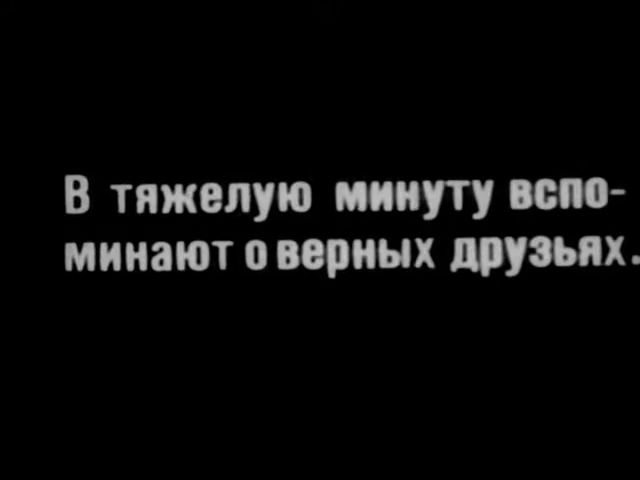 В тяжелую минуту вспо-
минают о верных друзьях.